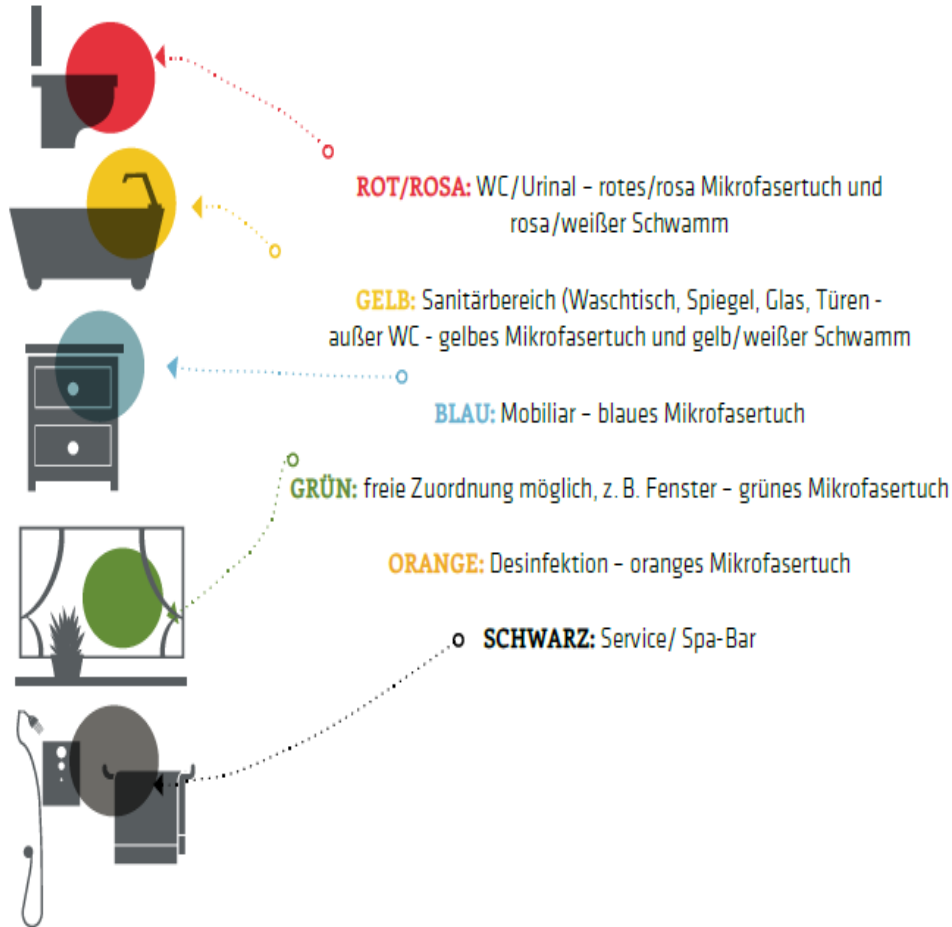 ROT/ROSA: WC/Urinal – rotes/rosa Mikrofasertuch und
rosa/weißer Schwamm
GELB: Sanitärbereich (Waschtisch, Spiegel, Glas, Türen -
außer WC - gelbes Mikrofasertuch und gelb/weißer Schwamm
BLAU: Mobiliar – blaues Mikrofasertuch
GRÜN: freie Zuordnung möglich, z. B. Fenster – grünes Mikrofasertuch
ORANGE: Desinfektion – oranges Mikrofasertuch
SCHWARZ: Service/ Spa-Bar